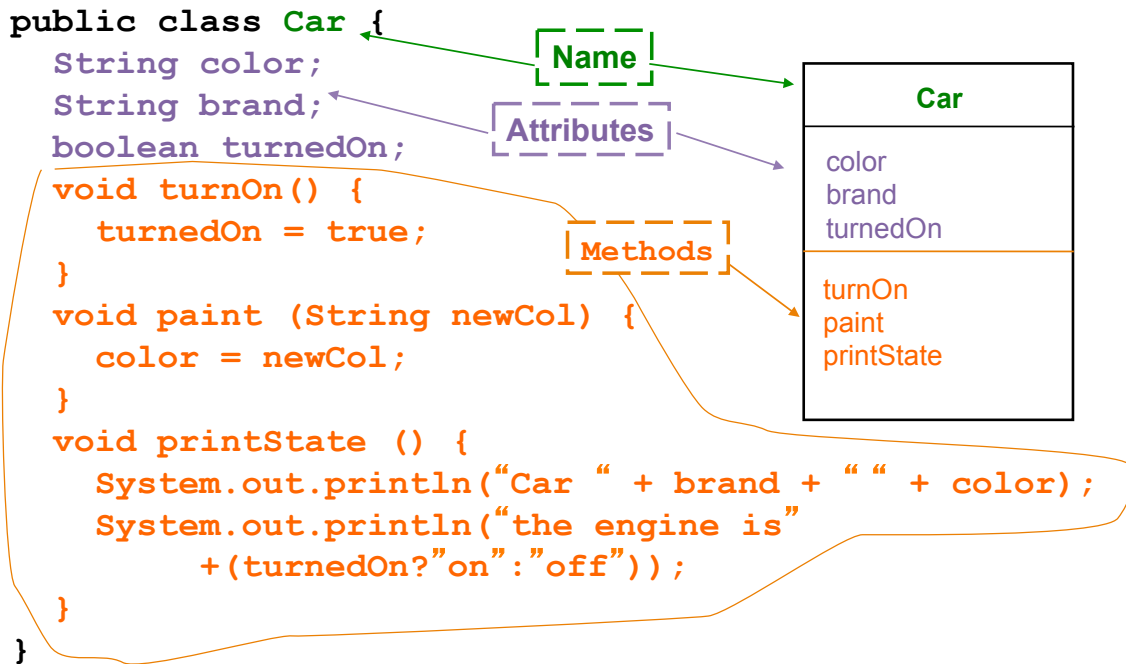 public class Car {
String color;
String brand;
boolean turnedOn;
void turnOn() {
turnedOn = true;
}
void paint (String newCol) {
color = newCol;
}
void printState () {
System.out.println(“Car “ + brand + “ “ + color);
System.out.println(“the engine is”
+(turnedOn?”on”:”off”));
}
}
Name
Attributes
Methods
Car
color
brand
turnedOn
turnOn
paint
printState